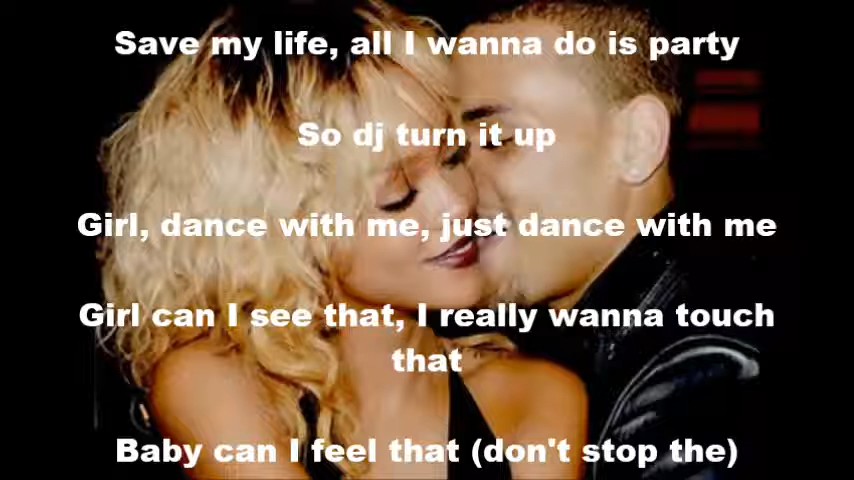 Save my life, all I wanna do is party
So dj turn it up
Girl, dance with me, just dance with me
Girl can I see that, I really wanna touch
that
Baby can I feel that (don't stop the)